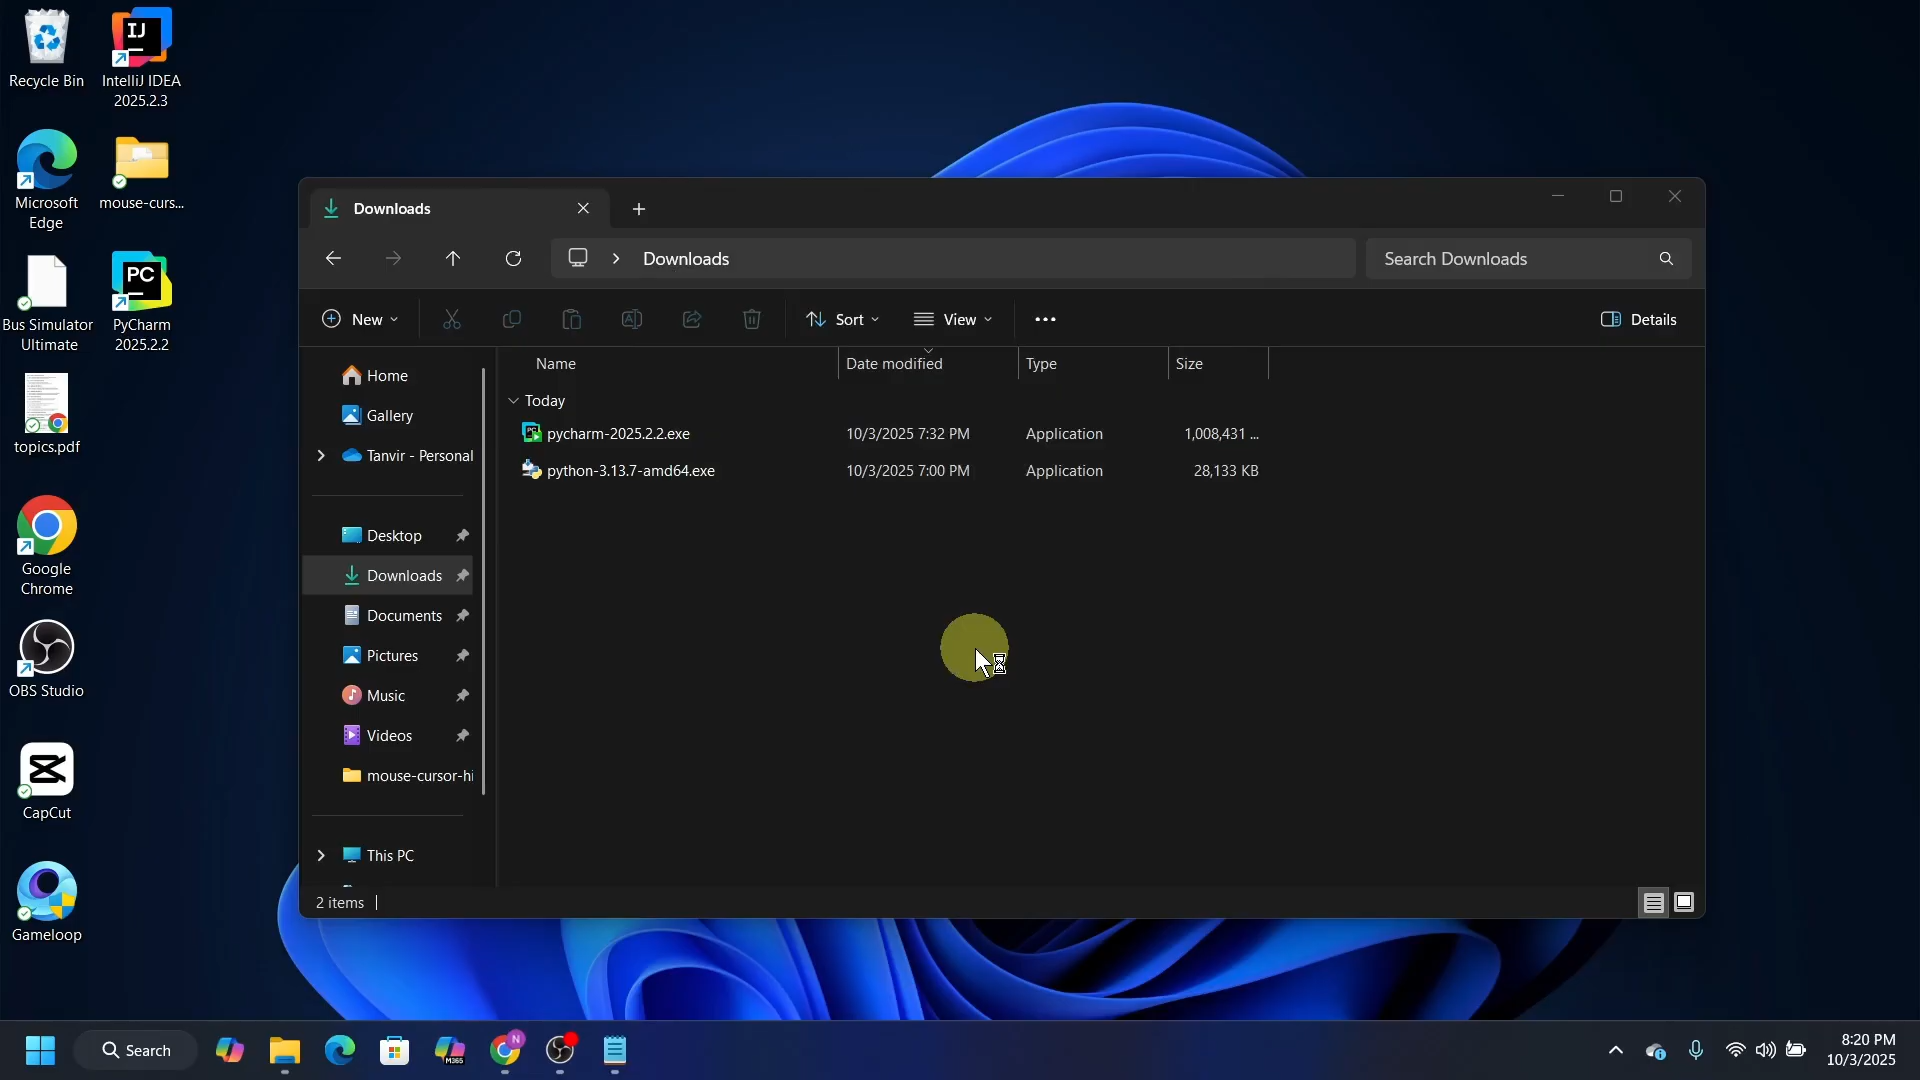 Recycle Bin
IJ
IntelliJ IDEA
2025.2.3
Microsoft
Edge
mouse-curs...
Bus Simulator
Ultimate
PC
PyCharm
2025.2.2
topics.pdf
Google
Chrome
OBS Studio
CapCut
Gameloop
Downloads
Downloads
Search Downloads
New
Sort
View
Details
Name
Date modified
Type
Size
Home
Gallery
Tanvir - Personal
Desktop
Downloads
Documents
Pictures
Music
Videos
mouse-cursor-hi
This PC
Today
pycharm-2025.2.2.exe 10/3/2025 7:32 PM Application 1,008,431 ...
python-3.13.7-amd64.exe 10/3/2025 7:00 PM Application 28,133 KB
2 items
Search
M365
N
8:20 PM
10/3/2025